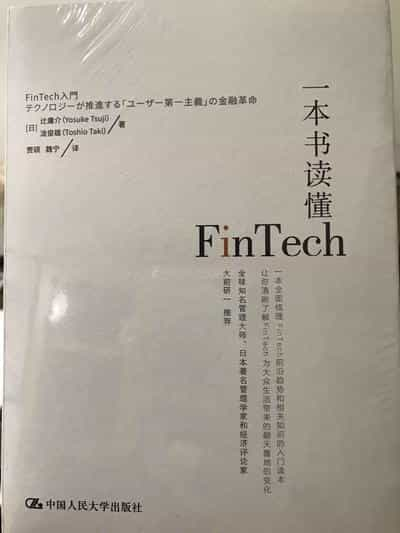 FinTech入門
テクノロジーが推進する「ユーザー第一主義」の金融革命
[日] 辻庸介(Yosuke Tsuji)
泷俊雄(Toshio Taki)
著
贾硕 魏宁 译
一本书读懂
FinTech
一本全面梳理FinTech前沿趋势和相关知识的入门读本
让你清晰了解FinTech为大众生活带来的翻天覆地的变化
全球知名管理大师、日本著名管理学家和经济评论家
大前研一 推荐
中国人民大学出版社